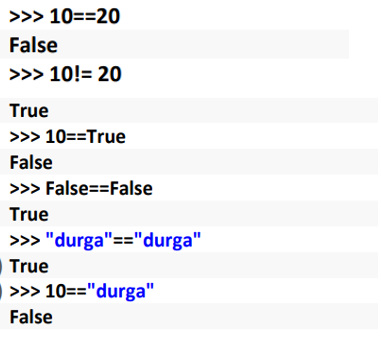 >>> 10==20
False
>>> 10!= 20
True
>>> 10==True
False
>>> False==False
True
>>> "durga"=="durga"
True
>>> 10=="durga"
False